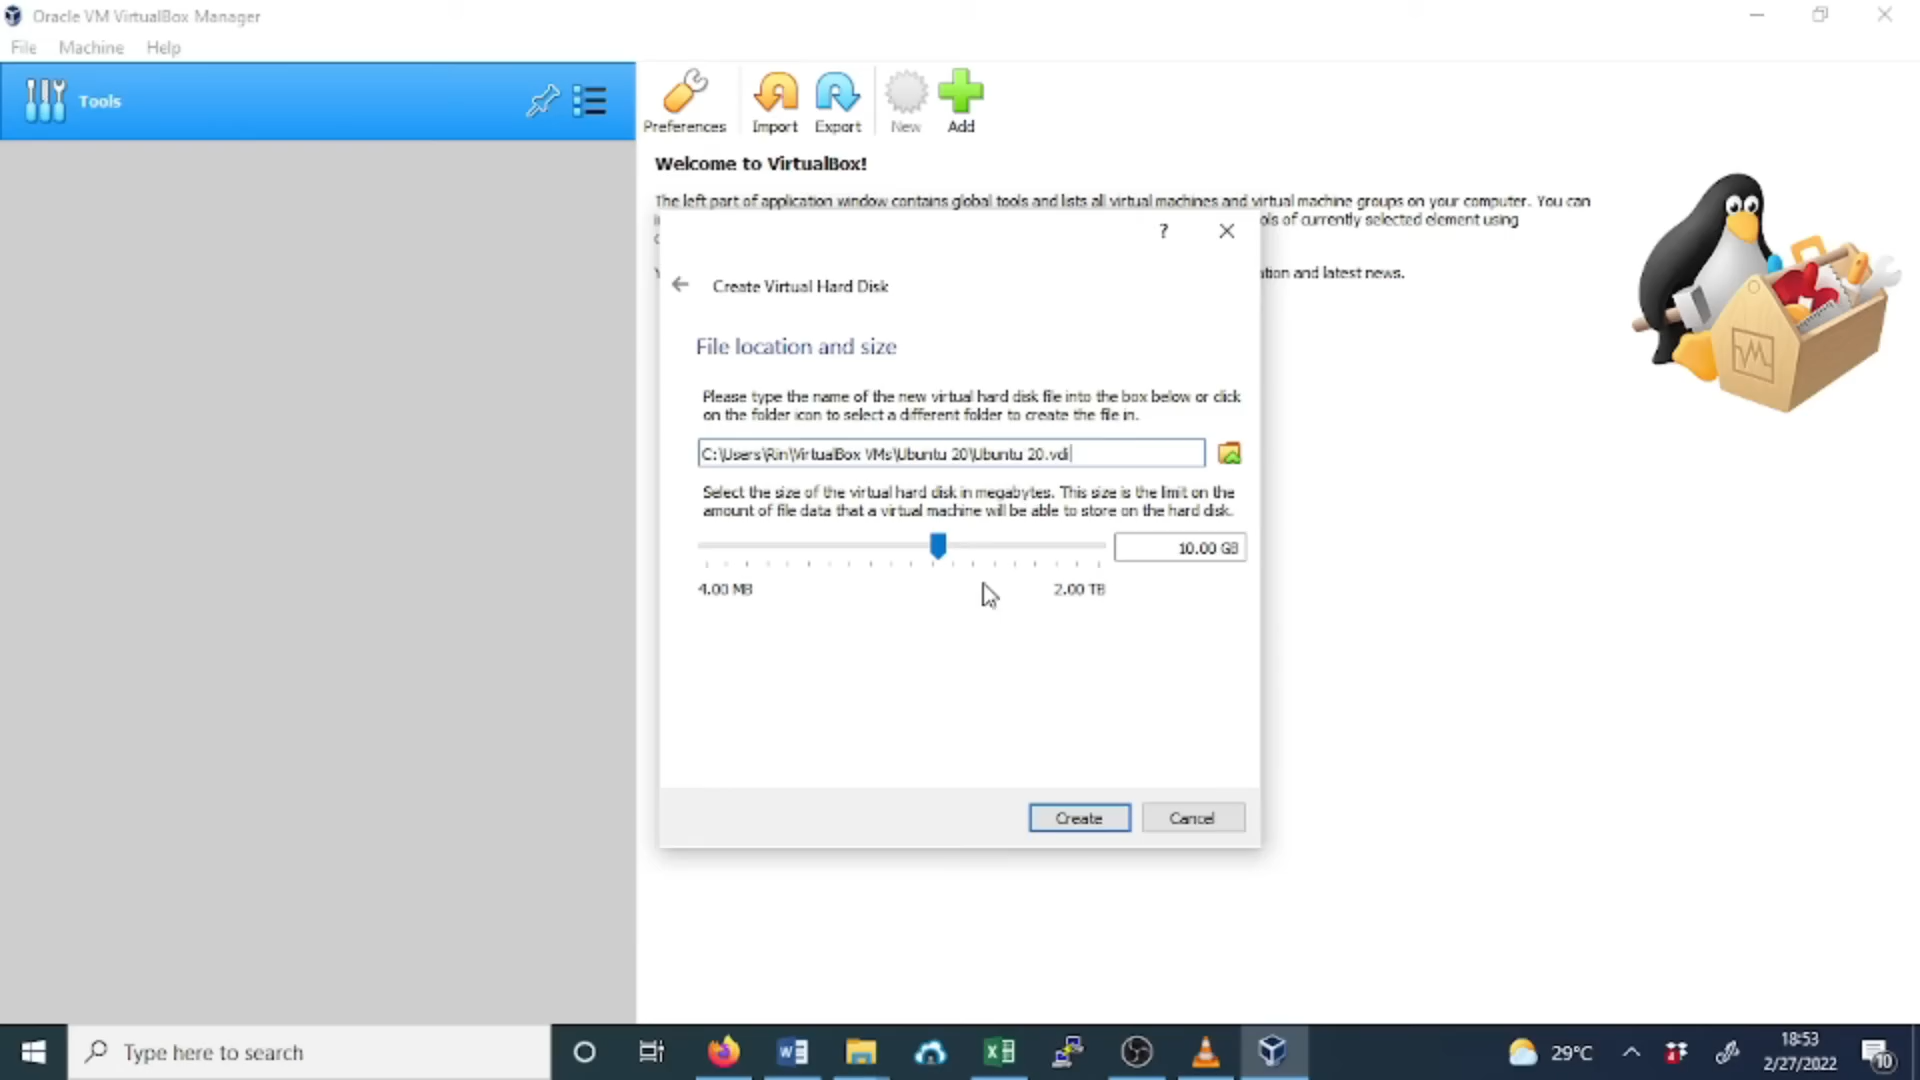 Oracle VM VirtualBox Manager
File Machine Help
Tools
Preferences Import Export New Add
Welcome to VirtualBox!
The left part of application window contains global tools and lists all virtual machines and virtual machine groups on your computer. You can
ols of currently selected element using
ation and latest news.
?
Create Virtual Hard Disk
File location and size
Please type the name of the new virtual hard disk file into the box below or click
on the folder icon to select a different folder to create the file in.
C:\Users\Rin\VirtualBox VMs\Ubuntu 20\Ubuntu 20.vdi
Select the size of the virtual hard disk in megabytes. This size is the limit on the
amount of file data that a virtual machine will be able to store on the hard disk.
10.00 GB
4.00 MB 2.00 TB
Create Cancel
Type here to search
29°C
18:53
2/27/2022
10